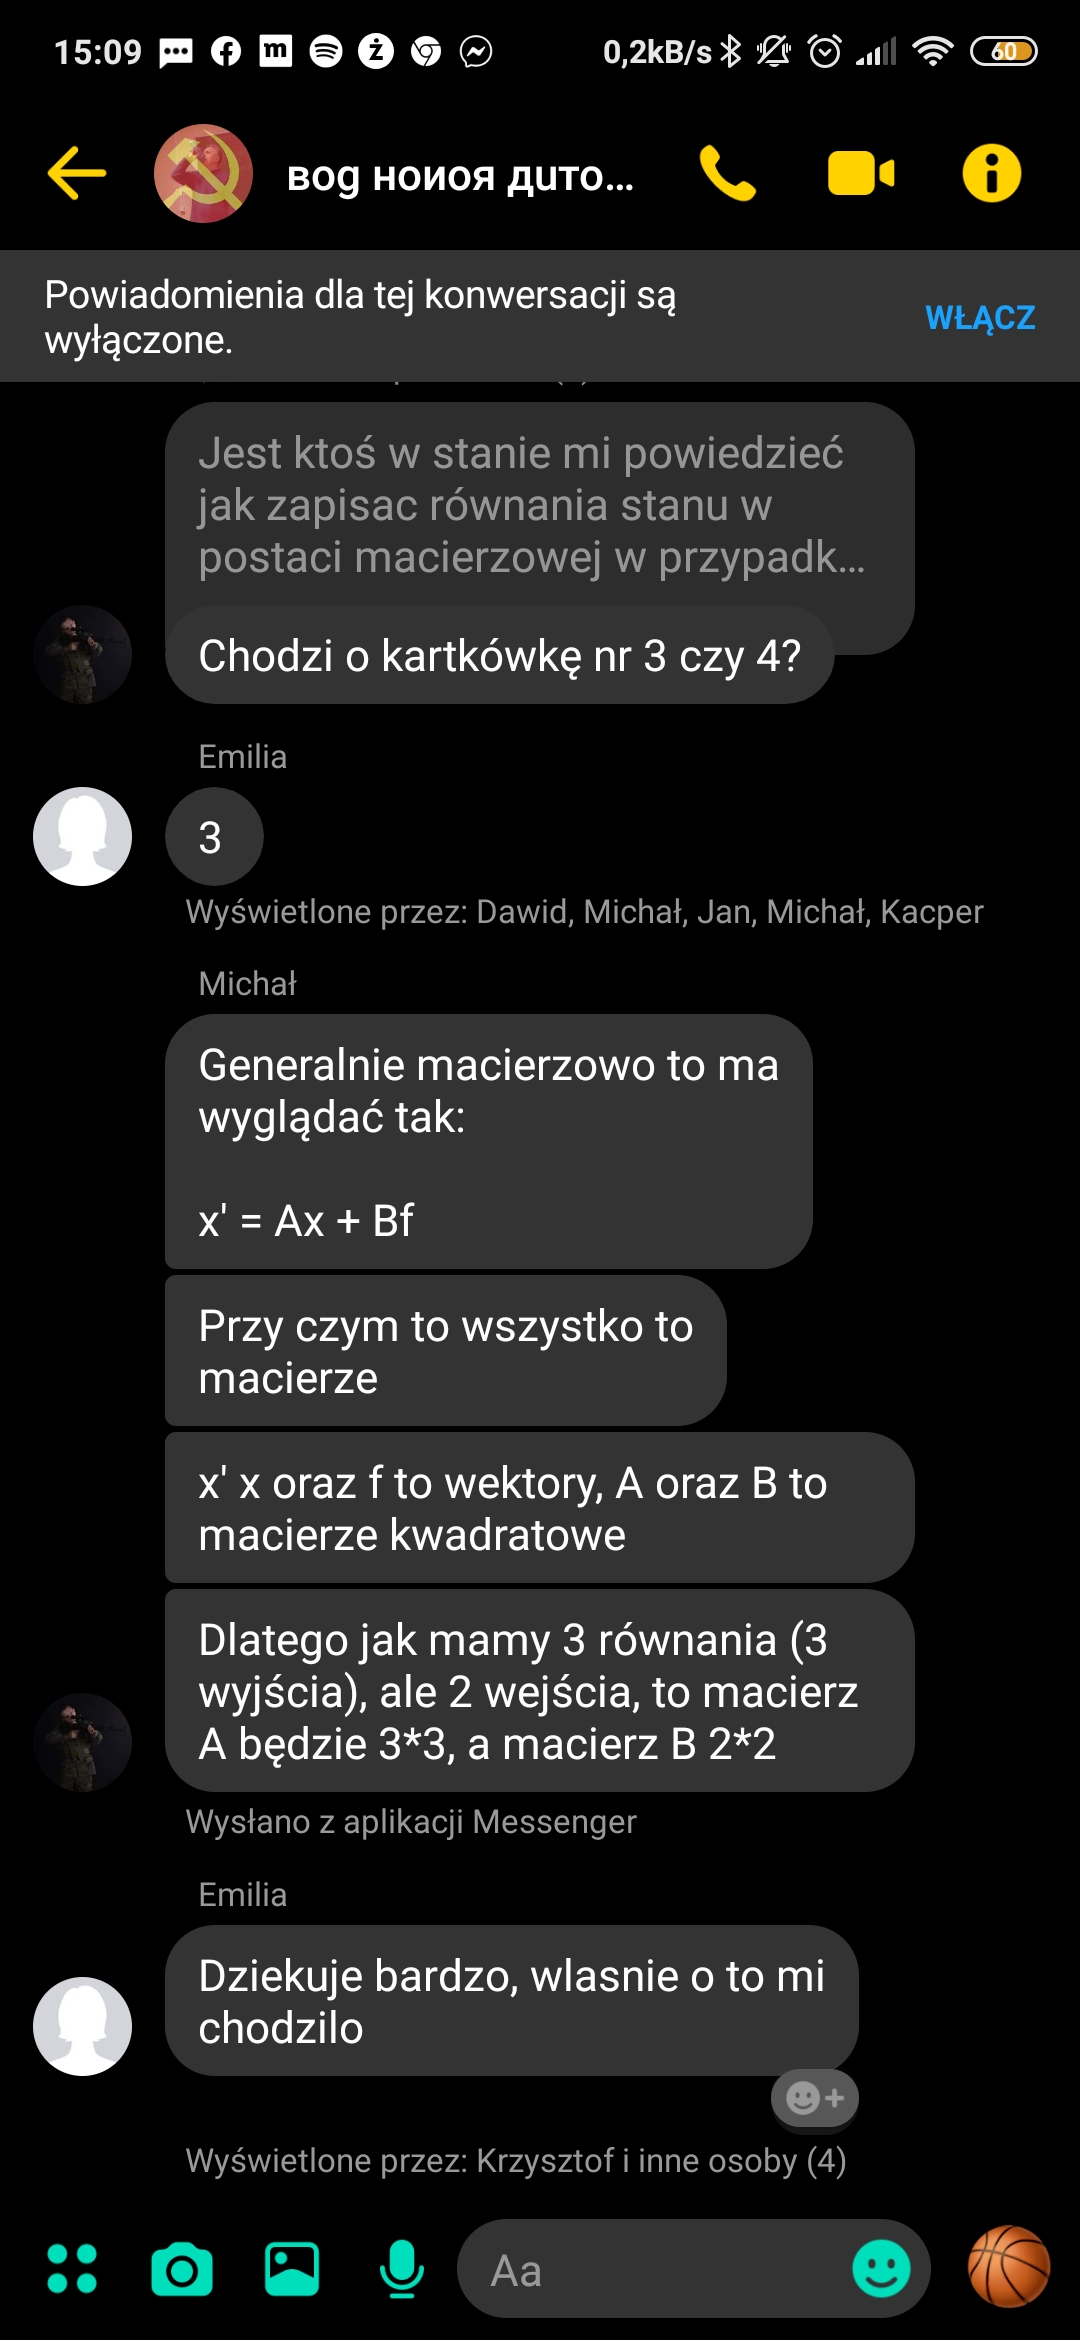 15:09
0,2kB/s
60
вog нoиoя дuтo...
Powiadomienia dla tej konwersacji są
wyłączone.
WŁĄCZ
Jest ktoś w stanie mi powiedzieć
jak zapisac równania stanu w
postaci macierzowej w przypadk...
Chodzi o kartkówkę nr 3 czy 4?
Emilia
3
Wyświetlone przez: Dawid, Michał, Jan, Michał, Kacper
Michał
Generalnie macierzowo to ma
wyglądać tak:
x' = Ax + Bf
Przy czym to wszystko to
macierze
x' x oraz f to wektory, A oraz B to
macierze kwadratowe
Dlatego jak mamy 3 równania (3
wyjścia), ale 2 wejścia, to macierz
A będzie 3*3, a macierz B 2*2
Wysłano z aplikacji Messenger
Emilia
Dziekuje bardzo, wlasnie o to mi
chodzilo
Wyświetlone przez: Krzysztof i inne osoby (4)
Aa